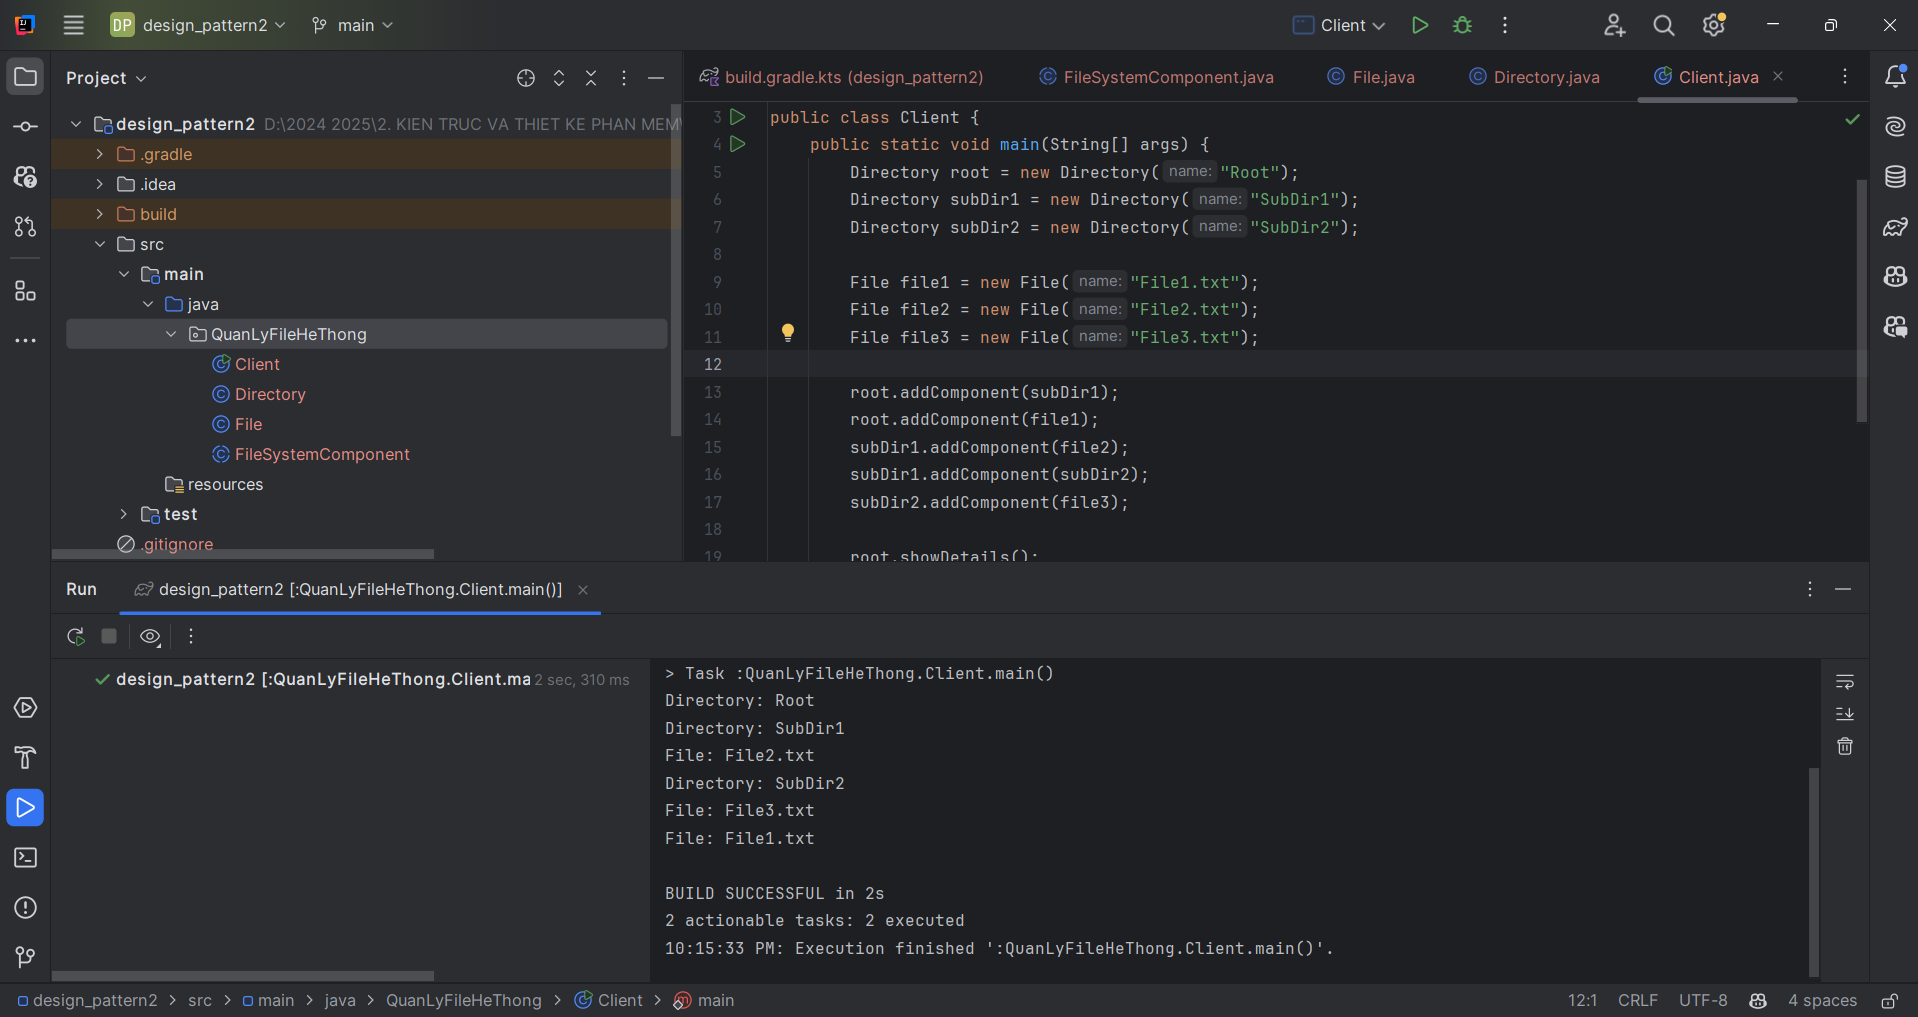 DP design_pattern2 main Client
Project
build.gradle.kts (design_pattern2) FileSystemComponent.java File.java Directory.java Client.java
design_pattern2 D:\2024 2025\2. KIEN TRUC VA THIET KE PHAN MEM\
.gradle
.idea
build
src
main
java
QuanLyFileHeThong
Client
Directory
File
FileSystemComponent
resources
test
.gitignore
3 public class Client {
4 public static void main(String[] args) {
5 Directory root = new Directory( name: "Root");
6 Directory subDir1 = new Directory( name: "SubDir1");
7 Directory subDir2 = new Directory( name: "SubDir2");
8
9 File file1 = new File( name: "File1.txt");
10 File file2 = new File( name: "File2.txt");
11 File file3 = new File( name: "File3.txt");
12
13 root.addComponent(subDir1);
14 root.addComponent(file1);
15 subDir1.addComponent(file2);
16 subDir1.addComponent(subDir2);
17 subDir2.addComponent(file3);
18
19 root.showDetails();
Run design_pattern2 [:QuanLyFileHeThong.Client.main()]
design_pattern2 [:QuanLyFileHeThong.Client.ma 2 sec, 310 ms
> Task :QuanLyFileHeThong.Client.main()
Directory: Root
Directory: SubDir1
File: File2.txt
Directory: SubDir2
File: File3.txt
File: File1.txt
BUILD SUCCESSFUL in 2s
2 actionable tasks: 2 executed
10:15:33 PM: Execution finished ':QuanLyFileHeThong.Client.main()'.
design_pattern2 > src > main > java > QuanLyFileHeThong > Client > main
12:1 CRLF UTF-8 4 spaces